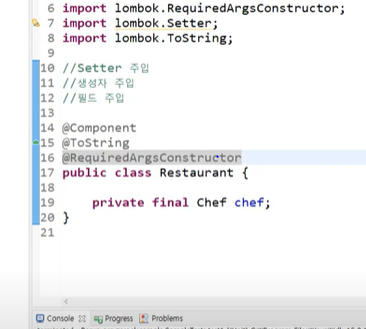 6 import lombok.RequiredArgsConstructor;
7 import lombok.Setter;
8 import lombok.ToString;
9
10 //Setter 주입
11 //생성자 주입
12 //필드 주입
13
14 @Component
15 @ToString
16 @RequiredArgsConstructor
17 public class Restaurant {
18
19 private final Chef chef;
20 }
21
Console Progress Problems